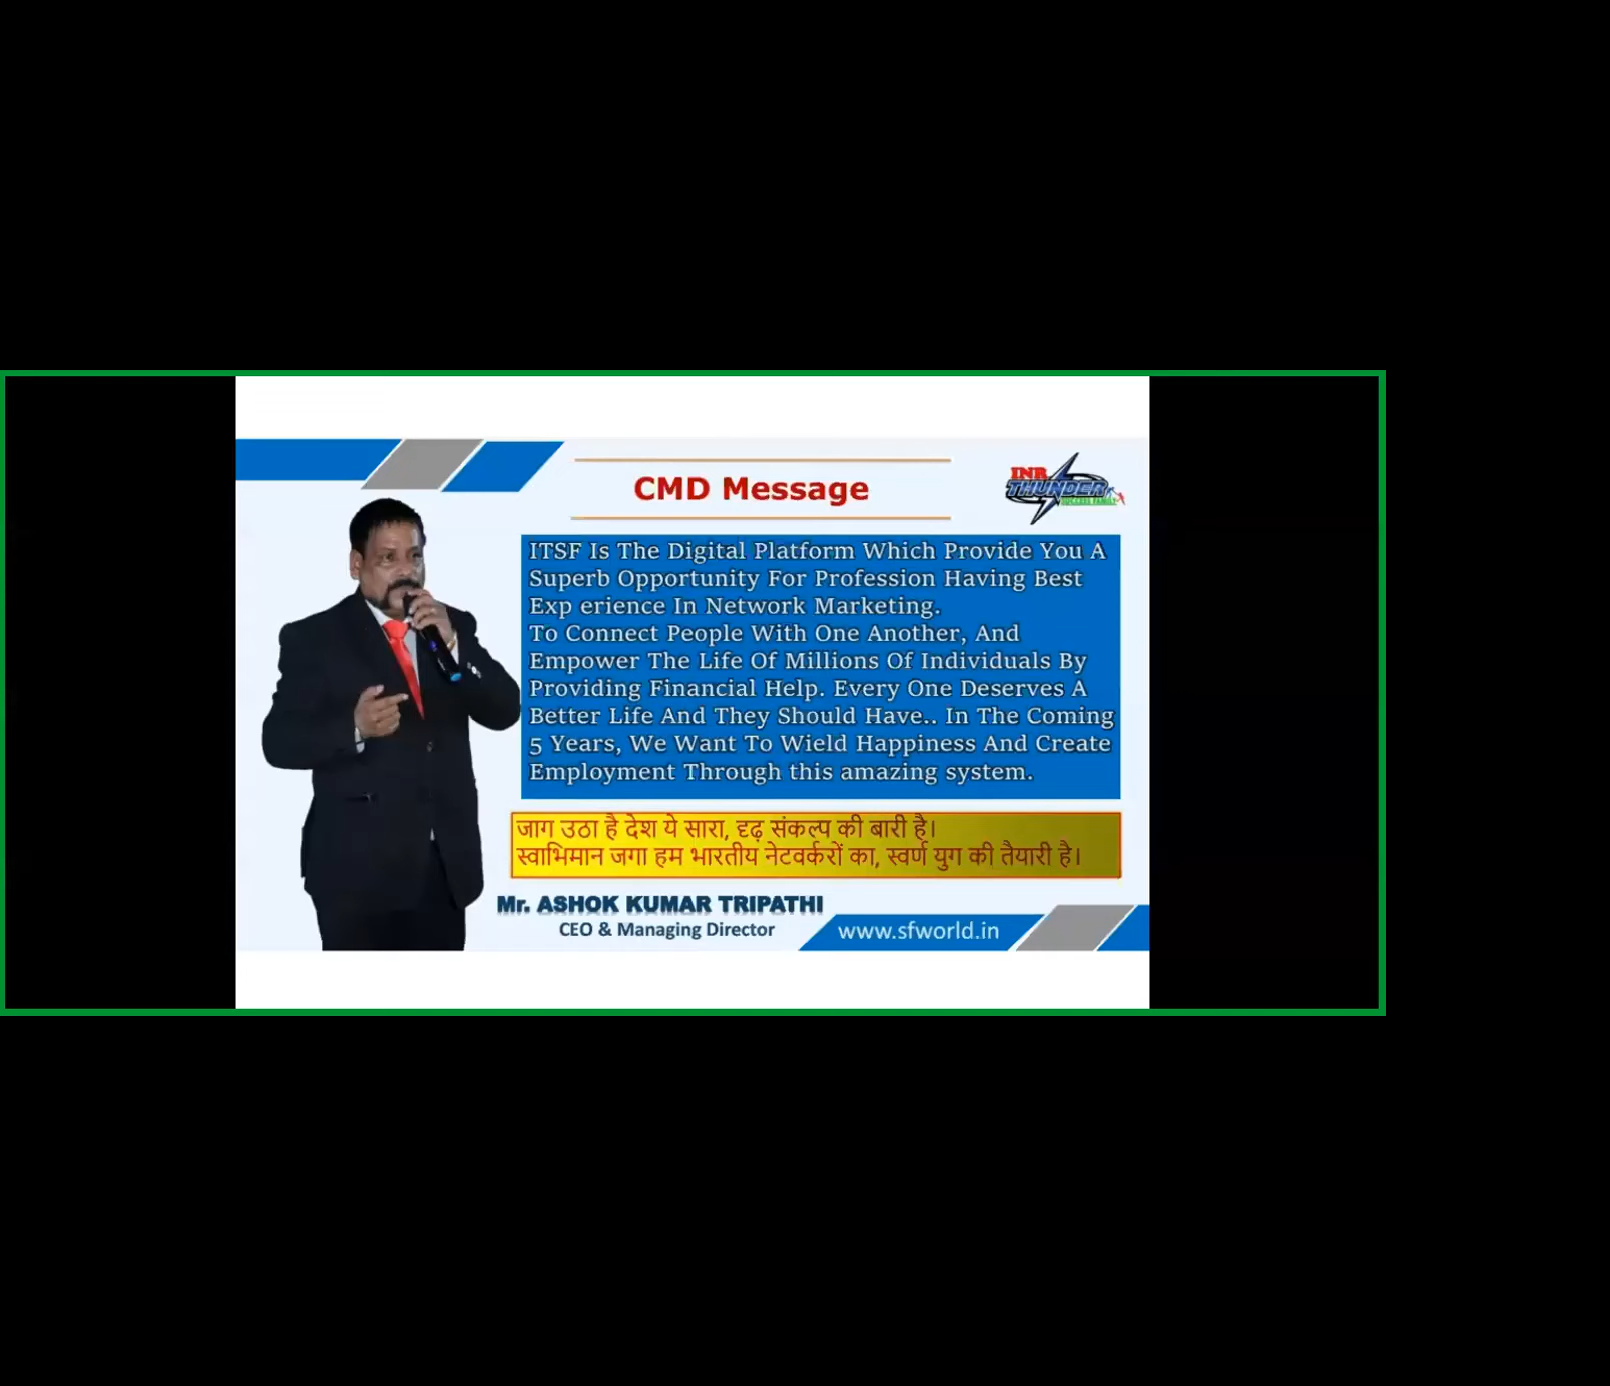 CMD Message
INR
THUNDER
SUCCESS FAMILY
ITSF Is The Digital Platform Which Provide You A
Superb Opportunity For Profession Having Best
Exp erience In Network Marketing.
To Connect People With One Another, And
Empower The Life Of Millions Of Individuals By
Providing Financial Help. Every One Deserves A
Better Life And They Should Have.. In The Coming
5 Years, We Want To Wield Happiness And Create
Employment Through this amazing system.
जाग उठा है देश ये सारा, दृढ़ संकल्प की बारी है।
स्वाभिमान जगा हम भारतीय नेटवर्करों का, स्वर्ण युग की तैयारी है।
Mr. ASHOK KUMAR TRIPATHI
CEO & Managing Director
www.sfworld.in